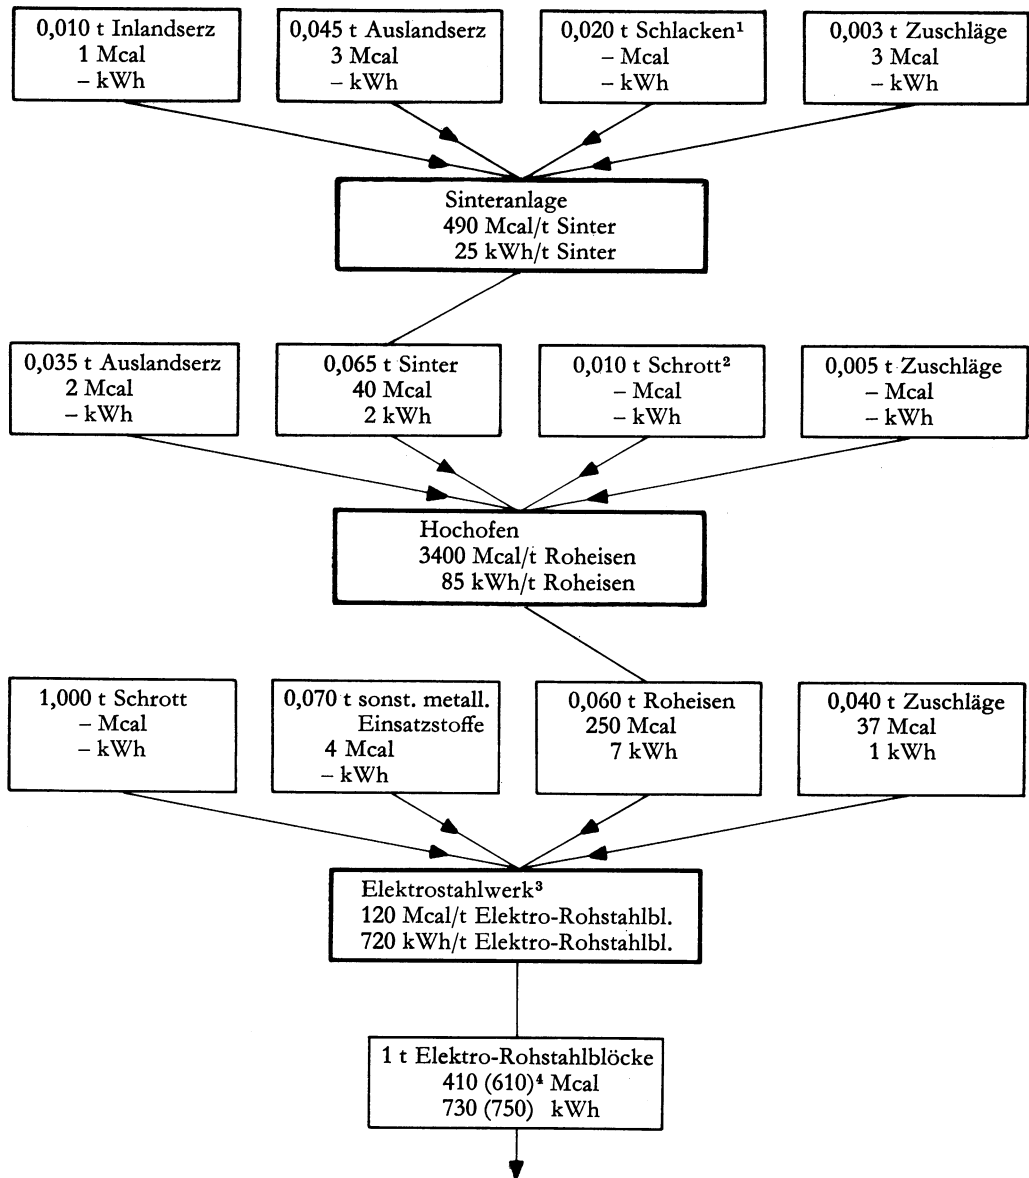 0,010 t Inlandserz
1 Mcal
– kWh
0,045 t Auslandserz
3 Mcal
– kWh
0,020 t Schlacken¹
– Mcal
– kWh
0,003 t Zuschläge
3 Mcal
– kWh
Sinteranlage
490 Mcal/t Sinter
25 kWh/t Sinter
0,035 t Auslandserz
2 Mcal
– kWh
0,065 t Sinter
40 Mcal
2 kWh
0,010 t Schrott²
– Mcal
– kWh
0,005 t Zuschläge
– Mcal
– kWh
Hochofen
3400 Mcal/t Roheisen
85 kWh/t Roheisen
1,000 t Schrott
– Mcal
– kWh
0,070 t sonst. metall.
Einsatzstoffe
4 Mcal
– kWh
0,060 t Roheisen
250 Mcal
7 kWh
0,040 t Zuschläge
37 Mcal
1 kWh
Elektrostahlwerk³
120 Mcal/t Elektro-Rohstahlbl.
720 kWh/t Elektro-Rohstahlbl.
1 t Elektro-Rohstahlblöcke
410 (610)⁴ Mcal
730 (750) kWh